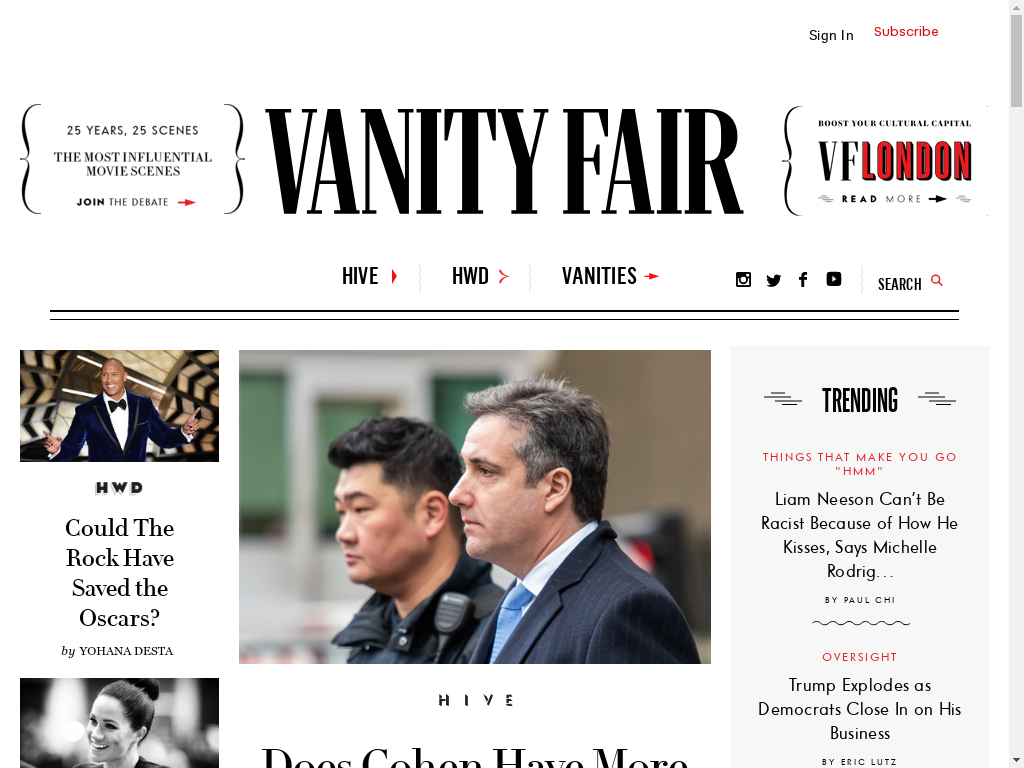 Sign In
Subscribe
25 YEARS, 25 SCENES
THE MOST INFLUENTIAL
MOVIE SCENES
JOIN THE DEBATE
VANITY FAIR
BOOST YOUR CULTURAL CAPITAL
VFLONDON
READ MORE
HIVE
HWD
VANITIES
SEARCH
HWD
Could The
Rock Have
Saved the
Oscars?
by YOHANA DESTA
HIVE
Does Cohen Have More
TRENDING
THINGS THAT MAKE YOU GO
"HMM"
Liam Neeson Can't Be
Racist Because of How He
Kisses, Says Michelle
Rodrig...
BY PAUL CHI
OVERSIGHT
Trump Explodes as
Democrats Close In on His
Business
BY ERIC LUTZ